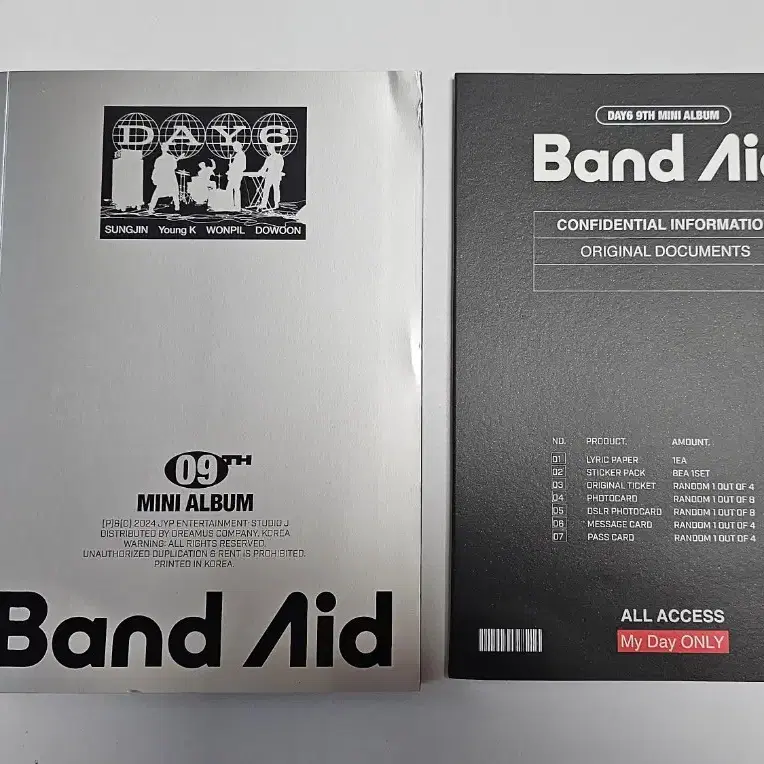 DAY6
SUNGJIN Young K WONPIL DOWOON
09TH
MINI ALBUM
(P)&(C) 2024 JYP ENTERTAINMENT·STUDIO J
DISTRIBUTED BY DREAMUS COMPANY, KOREA
WARNING: ALL RIGHTS RESERVED.
UNAUTHORIZED DUPLICATION & RENT IS PROHIBITED.
PRINTED IN KOREA.
Band Aid
DAY6 9TH MINI ALBUM
Band Ai
CONFIDENTIAL INFORMATIO
ORIGINAL DOCUMENTS
NO. PRODUCT. AMOUNT.
01 LYRIC PAPER 1EA
02 STICKER PACK 8EA 1SET
03 ORIGINAL TICKET RANDOM 1 OUT OF 4
04 PHOTOCARD RANDOM 1 OUT OF 8
05 DSLR PHOTOCARD RANDOM 1 OUT OF 8
06 MESSAGE CARD RANDOM 1 OUT OF 4
07 PASS CARD RANDOM 1 OUT OF 4
ALL ACCESS
My Day ONLY